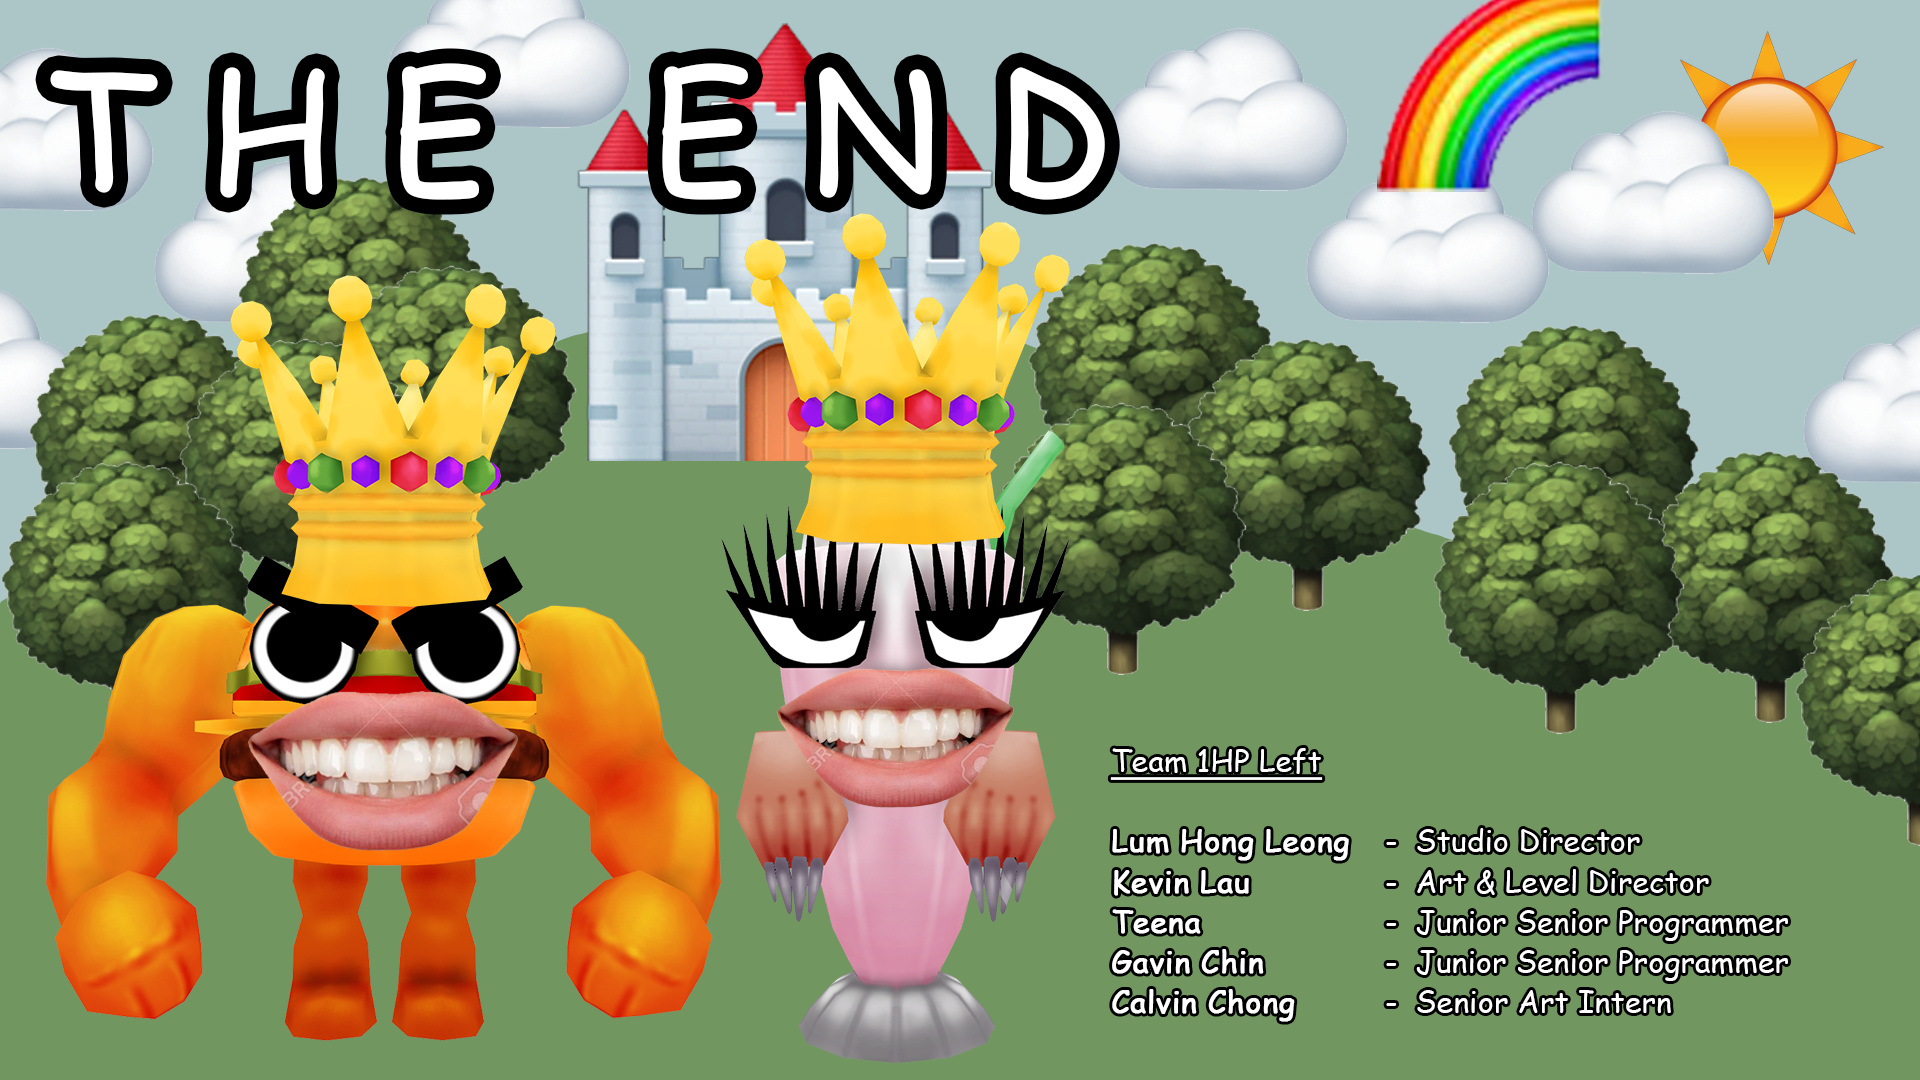 THE END
Team 1HP Left
Lum Hong Leong - Studio Director
Kevin Lau - Art & Level Director
Teena - Junior Senior Programmer
Gavin Chin - Junior Senior Programmer
Calvin Chong - Senior Art Intern